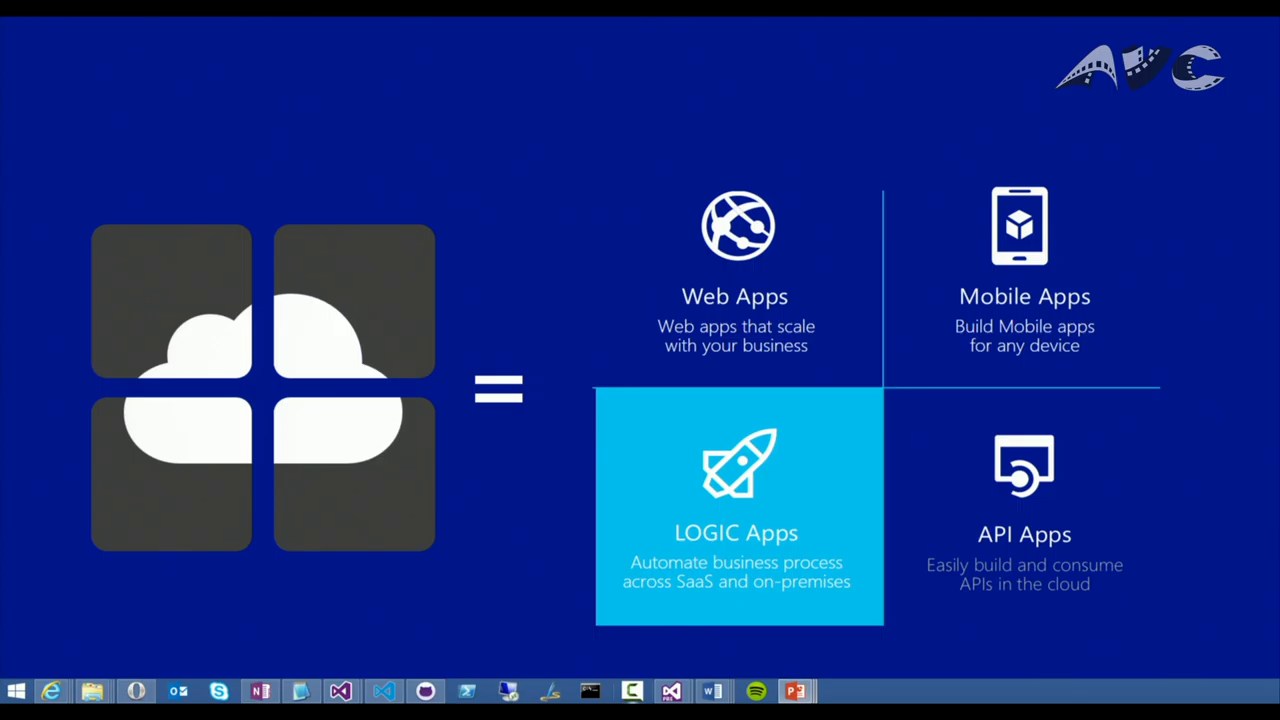 AVC
Web Apps
Web apps that scale
with your business
Mobile Apps
Build Mobile apps
for any device
LOGIC Apps
Automate business process
across SaaS and on-premises
API Apps
Easily build and consume
APIs in the cloud